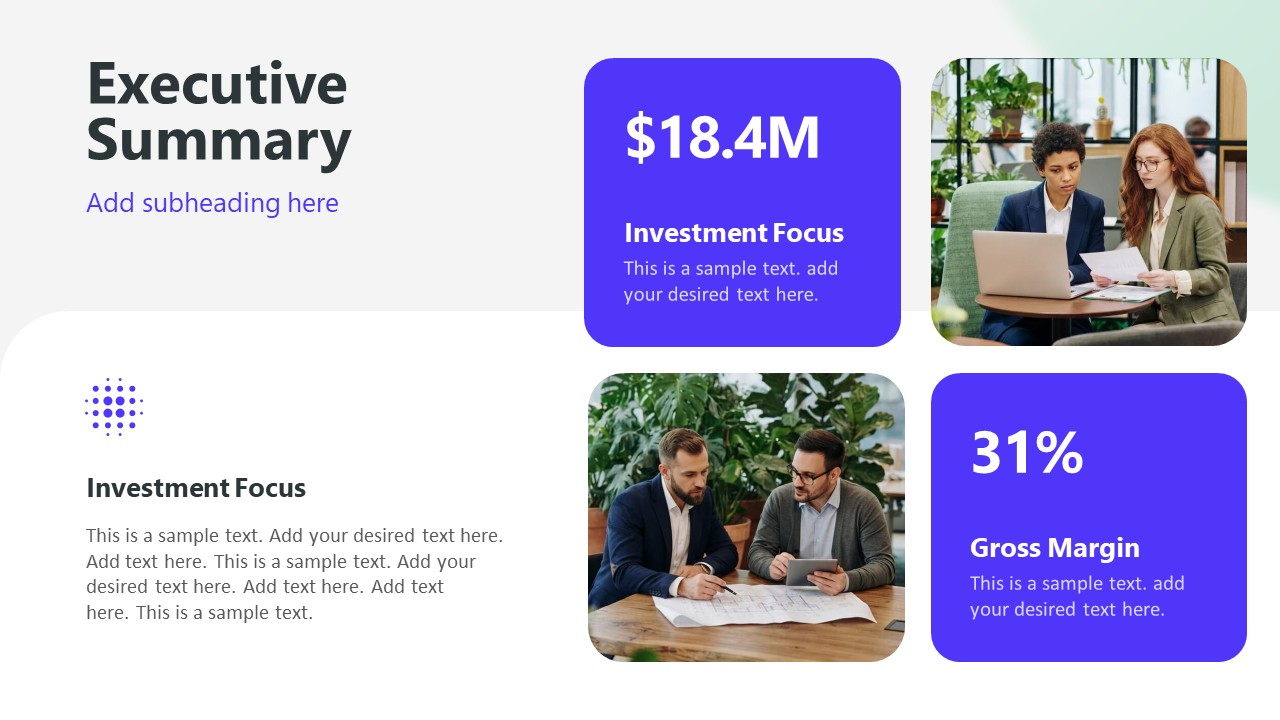 Executive
Summary
Add subheading here
$18.4M
Investment Focus
This is a sample text. add
your desired text here.
Investment Focus
This is a sample text. Add your desired text here.
Add text here. This is a sample text. Add your
desired text here. Add text here. Add text
here. This is a sample text.
31%
Gross Margin
This is a sample text. add
your desired text here.